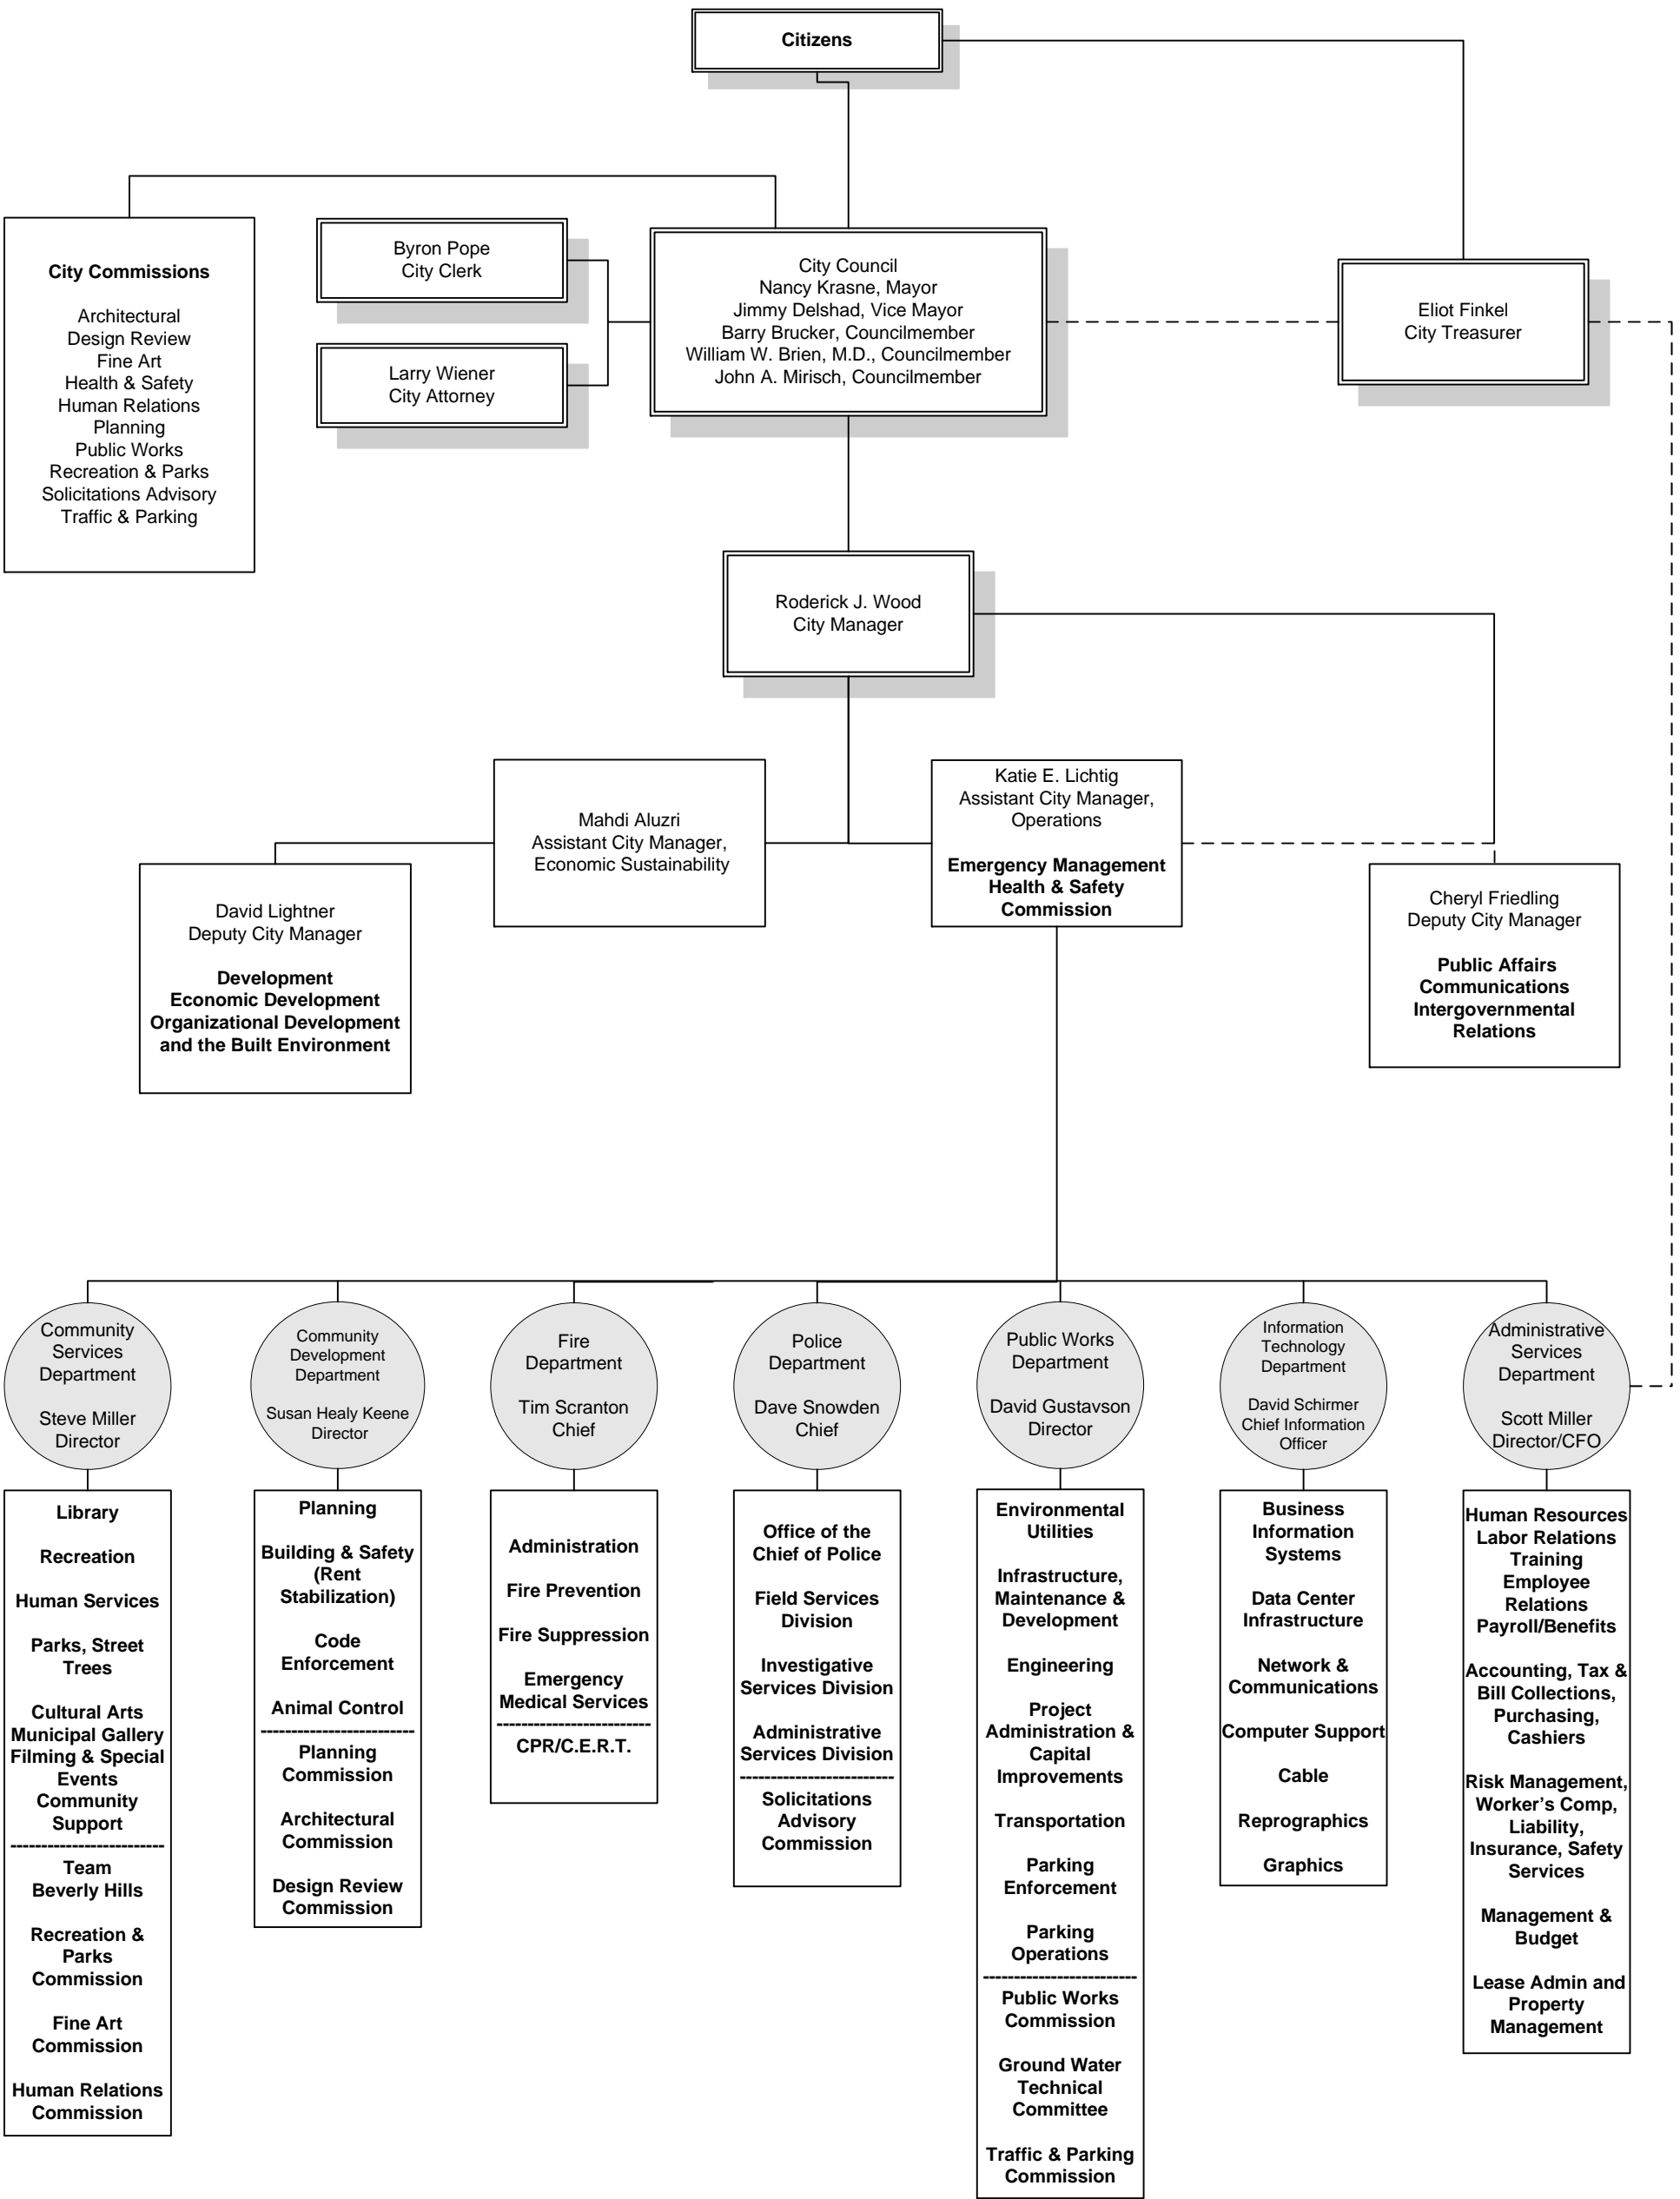 Citizens
City Commissions
Architectural
Design Review
Fine Art
Health & Safety
Human Relations
Planning
Public Works
Recreation & Parks
Solicitations Advisory
Traffic & Parking
Byron Pope
City Clerk
Larry Wiener
City Attorney
City Council
Nancy Krasne, Mayor
Jimmy Delshad, Vice Mayor
Barry Brucker, Councilmember
William W. Brien, M.D., Councilmember
John A. Mirisch, Councilmember
Eliot Finkel
City Treasurer
Roderick J. Wood
City Manager
Mahdi Aluzri
Assistant City Manager,
Economic Sustainability
Katie E. Lichtig
Assistant City Manager,
Operations
Emergency Management
Health & Safety
Commission
David Lightner
Deputy City Manager
Development
Economic Development
Organizational Development
and the Built Environment
Cheryl Friedling
Deputy City Manager
Public Affairs
Communications
Intergovernmental
Relations
Community
Services
Department
Steve Miller
Director
Community
Development
Department
Susan Healy Keene
Director
Fire
Department
Tim Scranton
Chief
Police
Department
Dave Snowden
Chief
Public Works
Department
David Gustavson
Director
Information
Technology
Department
David Schirmer
Chief Information
Officer
Administrative
Services
Department
Scott Miller
Director/CFO
Library
Recreation
Human Services
Parks, Street
Trees
Cultural Arts
Municipal Gallery
Filming & Special
Events
Community
Support
-------------------------
Team
Beverly Hills
Recreation &
Parks
Commission
Fine Art
Commission
Human Relations
Commission
Planning
Building & Safety
(Rent
Stabilization)
Code
Enforcement
Animal Control
-------------------------
Planning
Commission
Architectural
Commission
Design Review
Commission
Administration
Fire Prevention
Fire Suppression
Emergency
Medical Services
-------------------------
CPR/C.E.R.T.
Office of the
Chief of Police
Field Services
Division
Investigative
Services Division
Administrative
Services Division
-------------------------
Solicitations
Advisory
Commission
Environmental
Utilities
Infrastructure,
Maintenance &
Development
Engineering
Project
Administration &
Capital
Improvements
Transportation
Parking
Enforcement
Parking
Operations
-------------------------
Public Works
Commission
Ground Water
Technical
Committee
Traffic & Parking
Commission
Business
Information
Systems
Data Center
Infrastructure
Network &
Communications
Computer Support
Cable
Reprographics
Graphics
Human Resources
Labor Relations
Training
Employee
Relations
Payroll/Benefits
Accounting, Tax &
Bill Collections,
Purchasing,
Cashiers
Risk Management,
Worker’s Comp,
Liability,
Insurance, Safety
Services
Management &
Budget
Lease Admin and
Property
Management